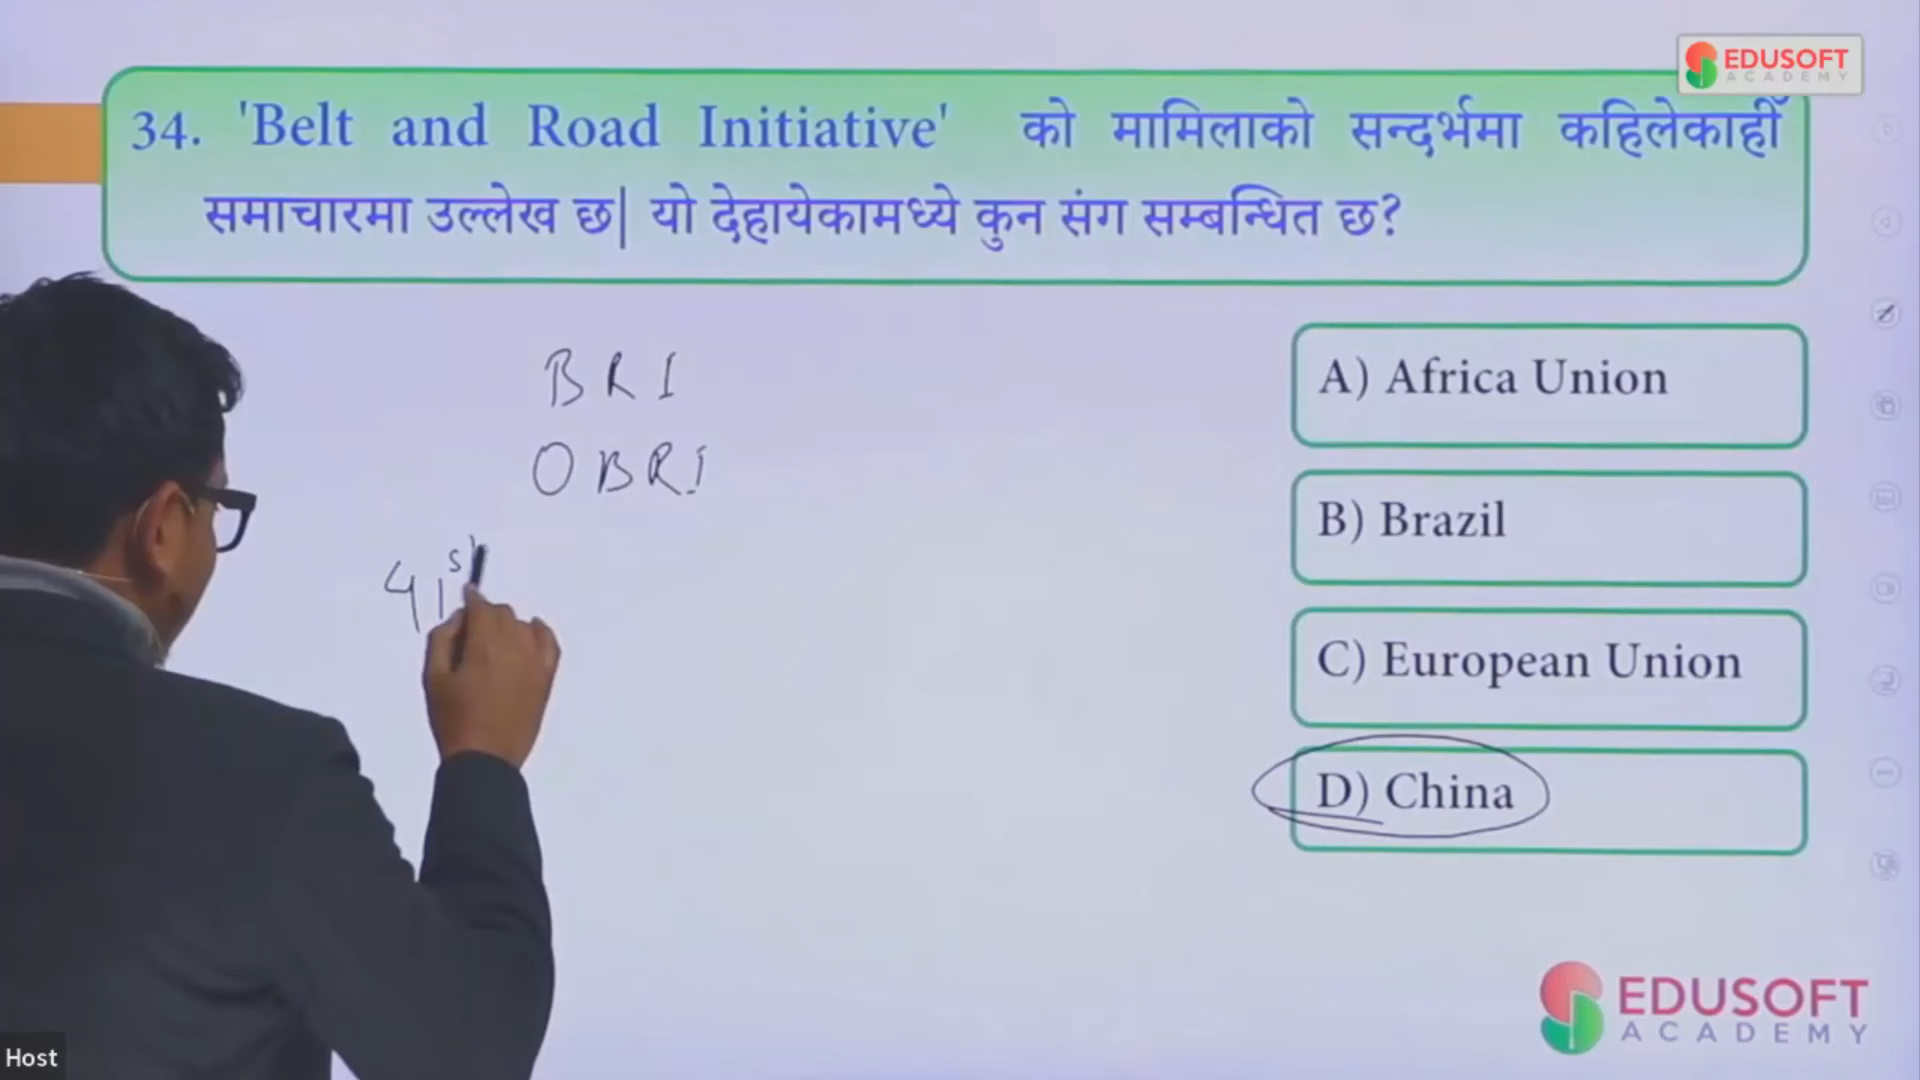 EDUSOFT
ACADEMY
34. 'Belt and Road Initiative' को मामिलाको सन्दर्भमा कहिलेकाहीँ
समाचारमा उल्लेख छ| यो देहायेकामध्ये कुन संग सम्बन्धित छ?
BRI
OBRI
41st
A) Africa Union
B) Brazil
C) European Union
D) China
EDUSOFT
ACADEMY
Host